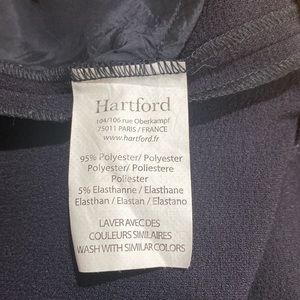 Hartford
104/106 rue Oberkampf
75011 PARIS / FRANCE
www.hartford.fr
95% Polyester/ Polyester
Polyester/ Poliestere
Poliester
5% Elasthanne / Elasthane
Elasthan / Elastan / Elastano
LAVER AVEC DES
COULEURS SIMILAIRES
WASH WITH SIMILAR COLORS